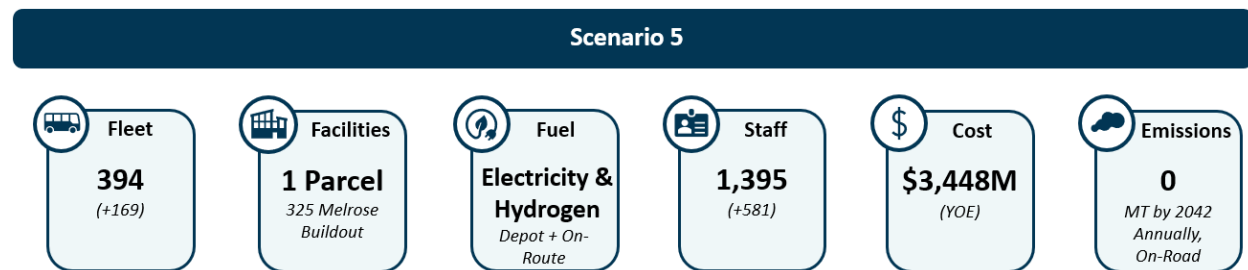 Scenario 5
Fleet
394
(+169)
Facilities
1 Parcel
325 Melrose
Buildout
Fuel
Electricity &
Hydrogen
Depot + On-
Route
Staff
1,395
(+581)
$
Cost
$3,448M
(YOE)
Emissions
0
MT by 2042
Annually,
On-Road